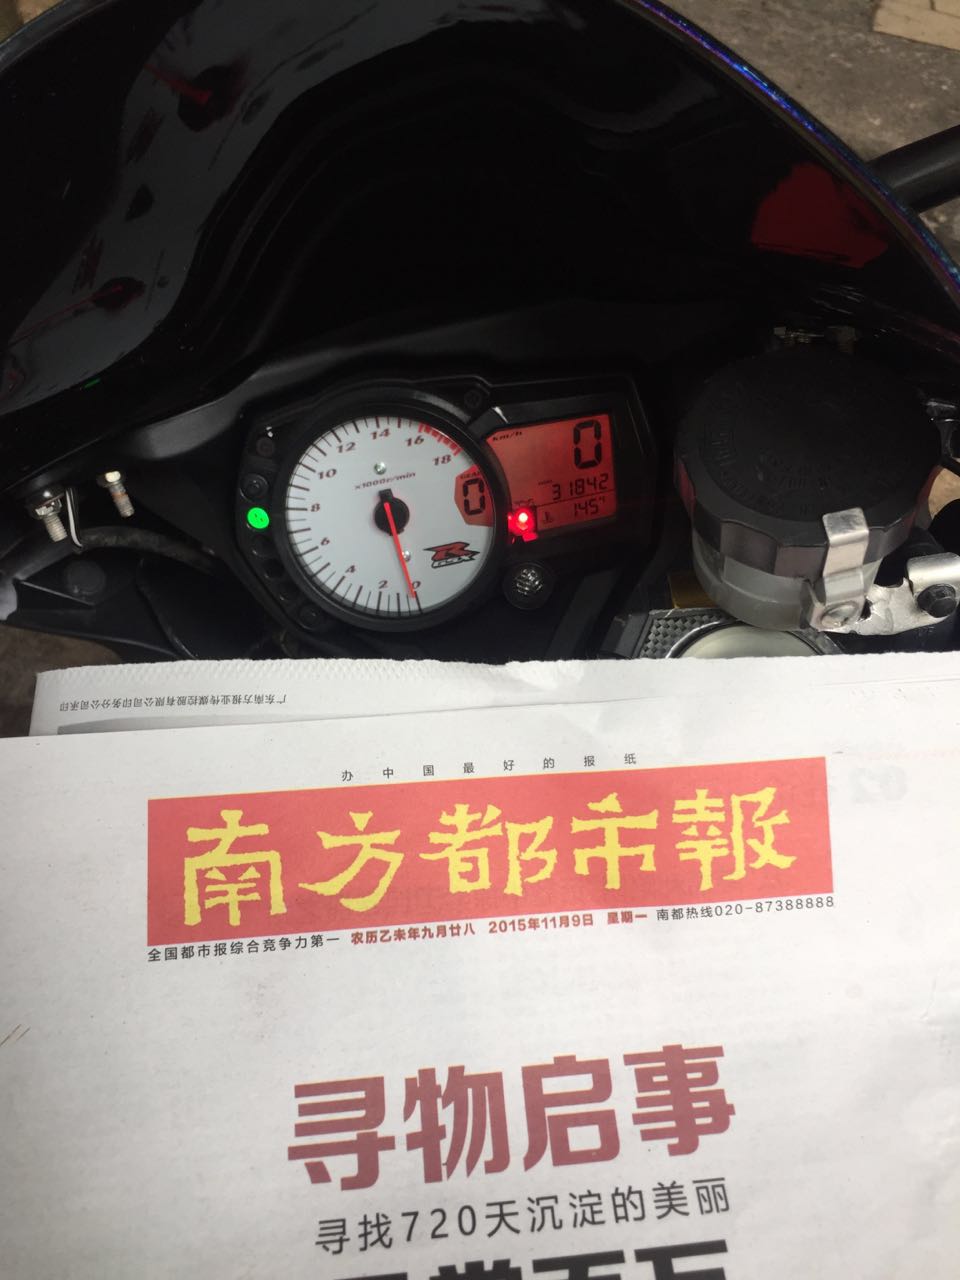 14
12
16
10
18
x1000r/min
8
6
4
2
0
GEAR
0
R
GSX
km/h
0
31842
145
广东南方报业传媒控股有限公司印务分公司承印
办中国最好的报纸
南方都市報
全国都市报综合竞争力第一 农历乙未年九月廿八 2015年11月9日 星期一 南都热线020-87388888
寻物启事
寻找720天沉淀的美丽